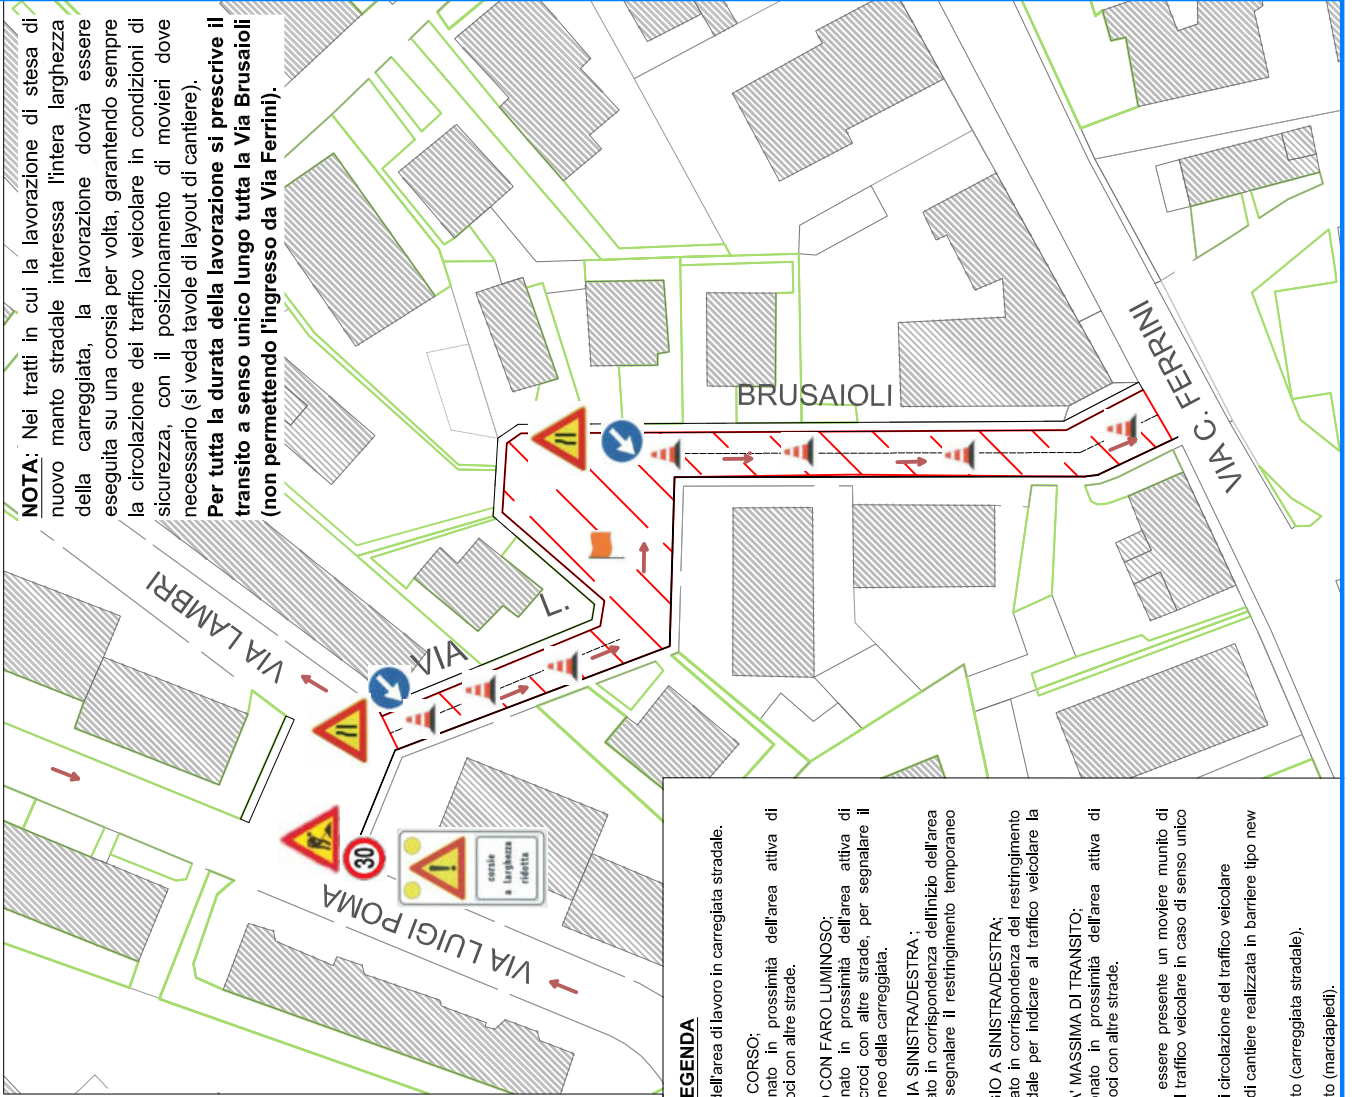 NOTA: Nei tratti in cui la lavorazione di stesa di
nuovo manto stradale interessa l'intera larghezza
della carreggiata, la lavorazione dovrà essere
eseguita su una corsia per volta, garantendo sempre
la circolazione del traffico veicolare in condizioni di
sicurezza, con il posizionamento di movieri dove
necessario (si veda tavole di layout di cantiere).
Per tutta la durata della lavorazione si prescrive il
transito a senso unico lungo tutta la Via Brusaioli
(non permettendo l'ingresso da Via Ferrini).
VIA LAMBRI
VIA L.
BRUSAIOLI
VIA C. FERRINI
VIA LUIGI POMA
30
corsie
a larghezza
ridotta
EGENDA
dell'area di lavoro in carregiata stradale.
CORSO;
nato in prossimità dell'area attiva di
oci con altre strade.
O CON FARO LUMINOSO;
nato in prossimità dell'area attiva di
croci con altre strade, per segnalare il
neo della carreggiata.
IA SINISTRA/DESTRA ;
ato in corrispondenza dell'inizio dell'area
segnalare il restringimento temporaneo
GIO A SINISTRA/DESTRA;
ato in corrispondenza del restringimento
dale per indicare al traffico veicolare la
A' MASSIMA DI TRANSITO;
onato in prossimità dell'area attiva di
oci con altre strade.
essere presente un moviere munito di
l traffico veicolare in caso di senso unico
i circolazione del traffico veicolare
di cantiere realizzata in barriere tipo new
to (carreggiata stradale).
to (marciapiedi).